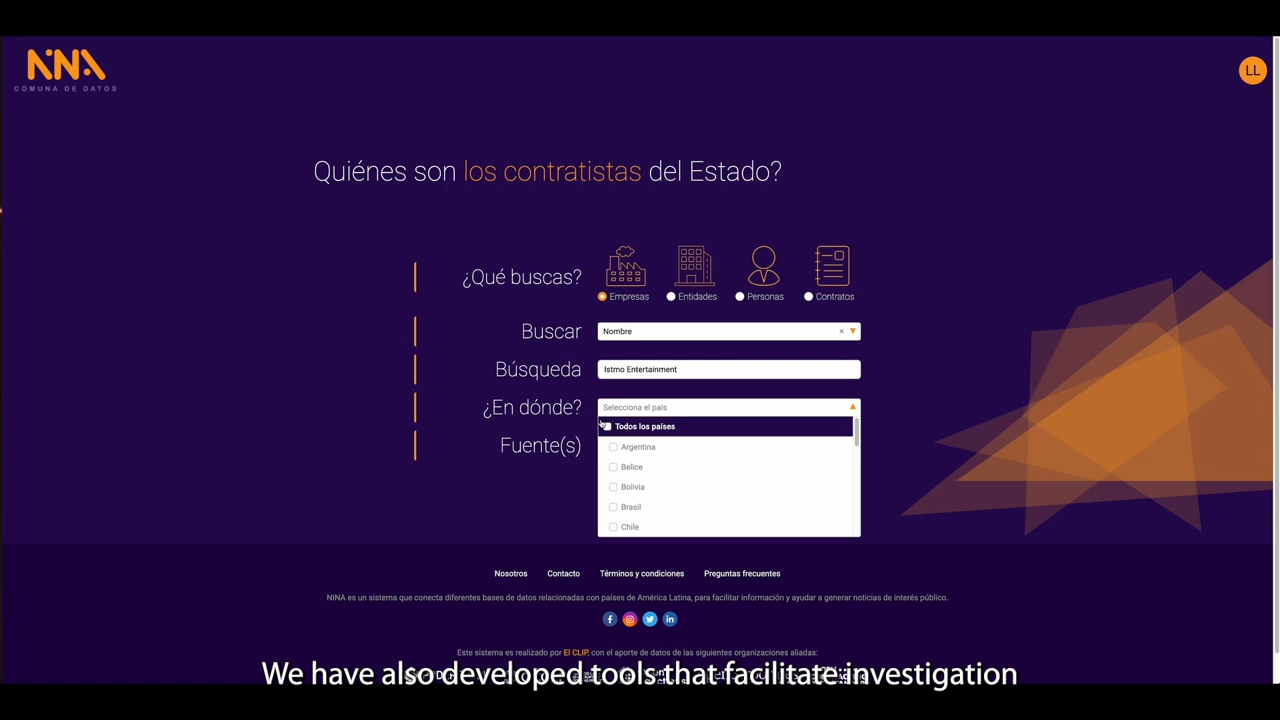 NINA
COMUNA DE DATOS
LL
Quiénes son los contratistas del Estado?
¿Qué buscas?
Empresas
Entidades
Personas
Contratos
Buscar
Nombre
Búsqueda
Istmo Entertainment
¿En dónde?
Selecciona el país
Todos los países
Fuente(s)
Argentina
Belice
Bolivia
Brasil
Chile
Nosotros
Contacto
Términos y condiciones
Preguntas frecuentes
NINA es un sistema que conecta diferentes bases de datos relacionadas con países de América Latina, para facilitar información y ayudar a generar noticias de interés público.
Este sistema es realizado por El CLIP, con el aporte de datos de las siguientes organizaciones aliadas:
We have also developed tools that facilitate investigation